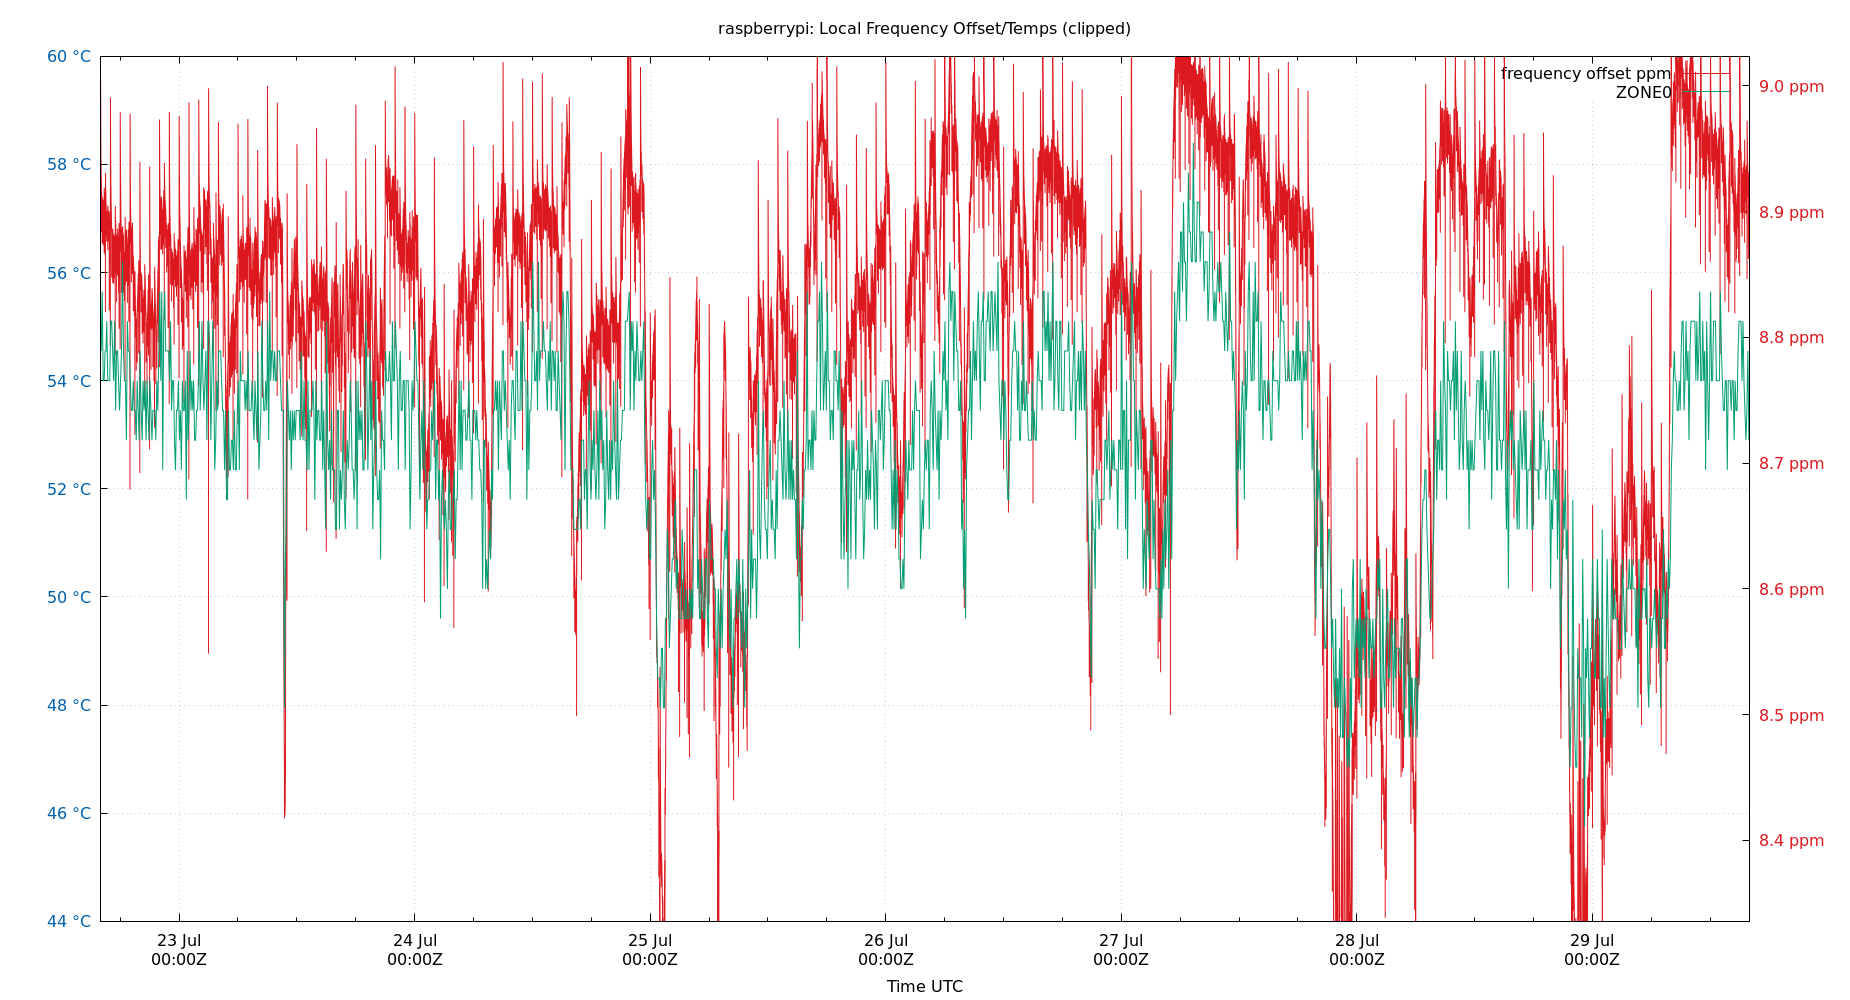 raspberrypi: Local Frequency Offset/Temps (clipped)
60 °C
58 °C
56 °C
54 °C
52 °C
50 °C
48 °C
46 °C
44 °C
frequency offset ppm
ZONE0
9.0 ppm
8.9 ppm
8.8 ppm
8.7 ppm
8.6 ppm
8.5 ppm
8.4 ppm
23 Jul
00:00Z
24 Jul
00:00Z
25 Jul
00:00Z
26 Jul
00:00Z
27 Jul
00:00Z
28 Jul
00:00Z
29 Jul
00:00Z
Time UTC